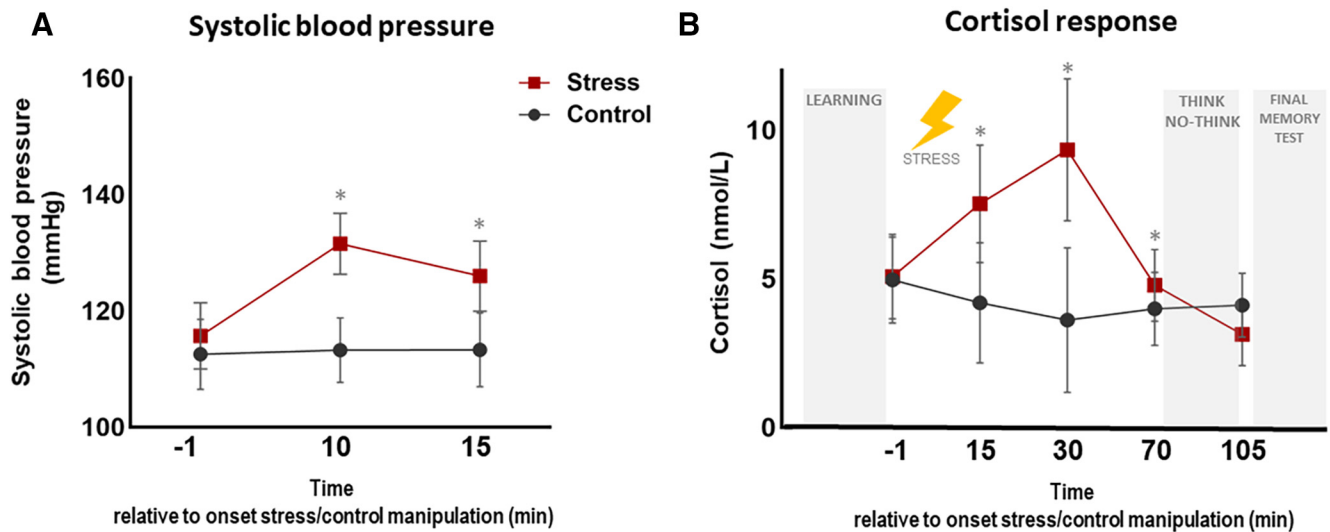 A
Systolic blood pressure
160
140
120
100
Systolic blood pressure
(mmHg)
Stress
Control
*
*
-1
10
15
Time
relative to onset stress/control manipulation (min)
B
Cortisol response
10
5
0
Cortisol (nmol/L)
LEARNING
STRESS
*
*
*
THINK
NO-THINK
FINAL
MEMORY
TEST
-1
15
30
70
105
Time
relative to onset stress/control manipulation (min)